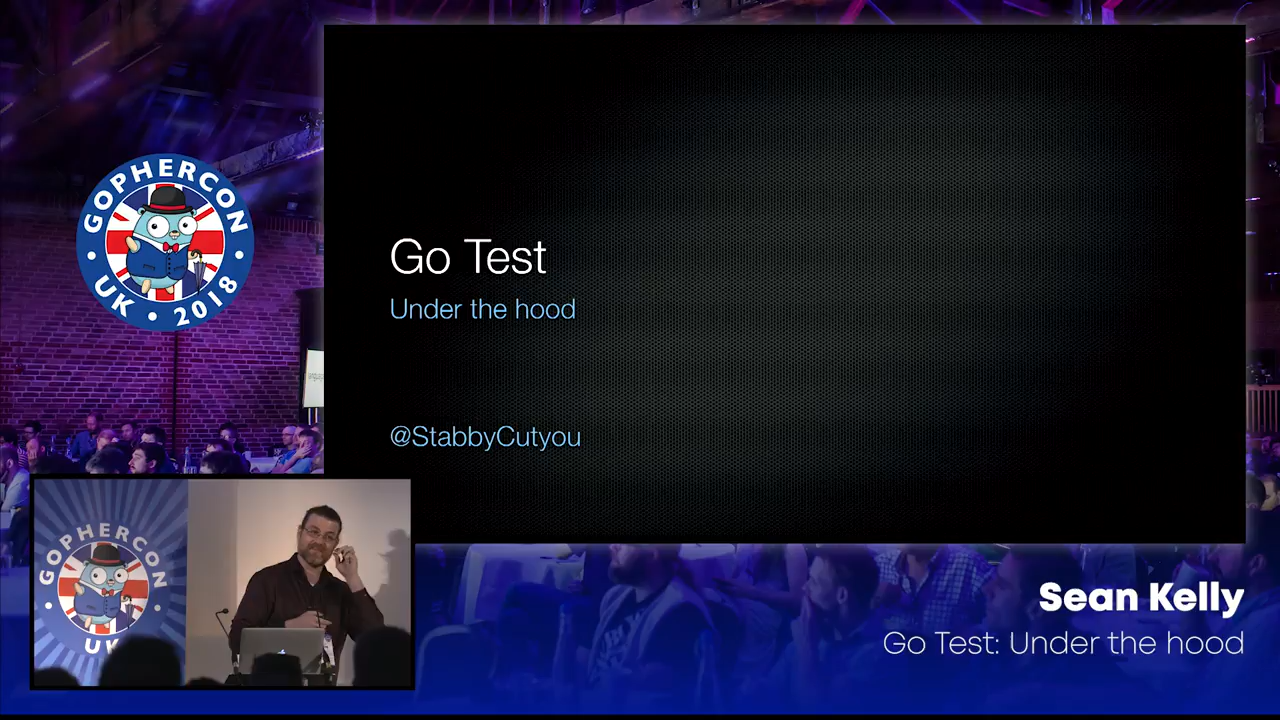 GOPHERCON
UK • 2018
Go Test
Under the hood
@StabbyCutyou
GOPHERCON
UK
Sean Kelly
Go Test: Under the hood